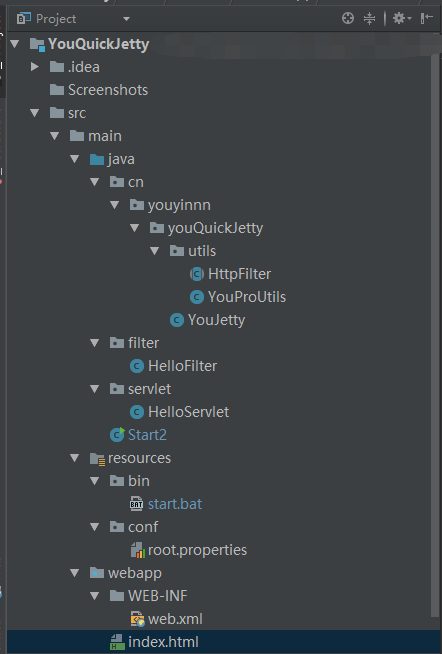 Project
YouQuickJetty
.idea
Screenshots
src
main
java
cn
youyinnn
youQuickJetty
utils
HttpFilter
YouProUtils
YouJetty
filter
HelloFilter
servlet
HelloServlet
Start2
resources
bin
start.bat
conf
root.properties
webapp
WEB-INF
web.xml
index.html